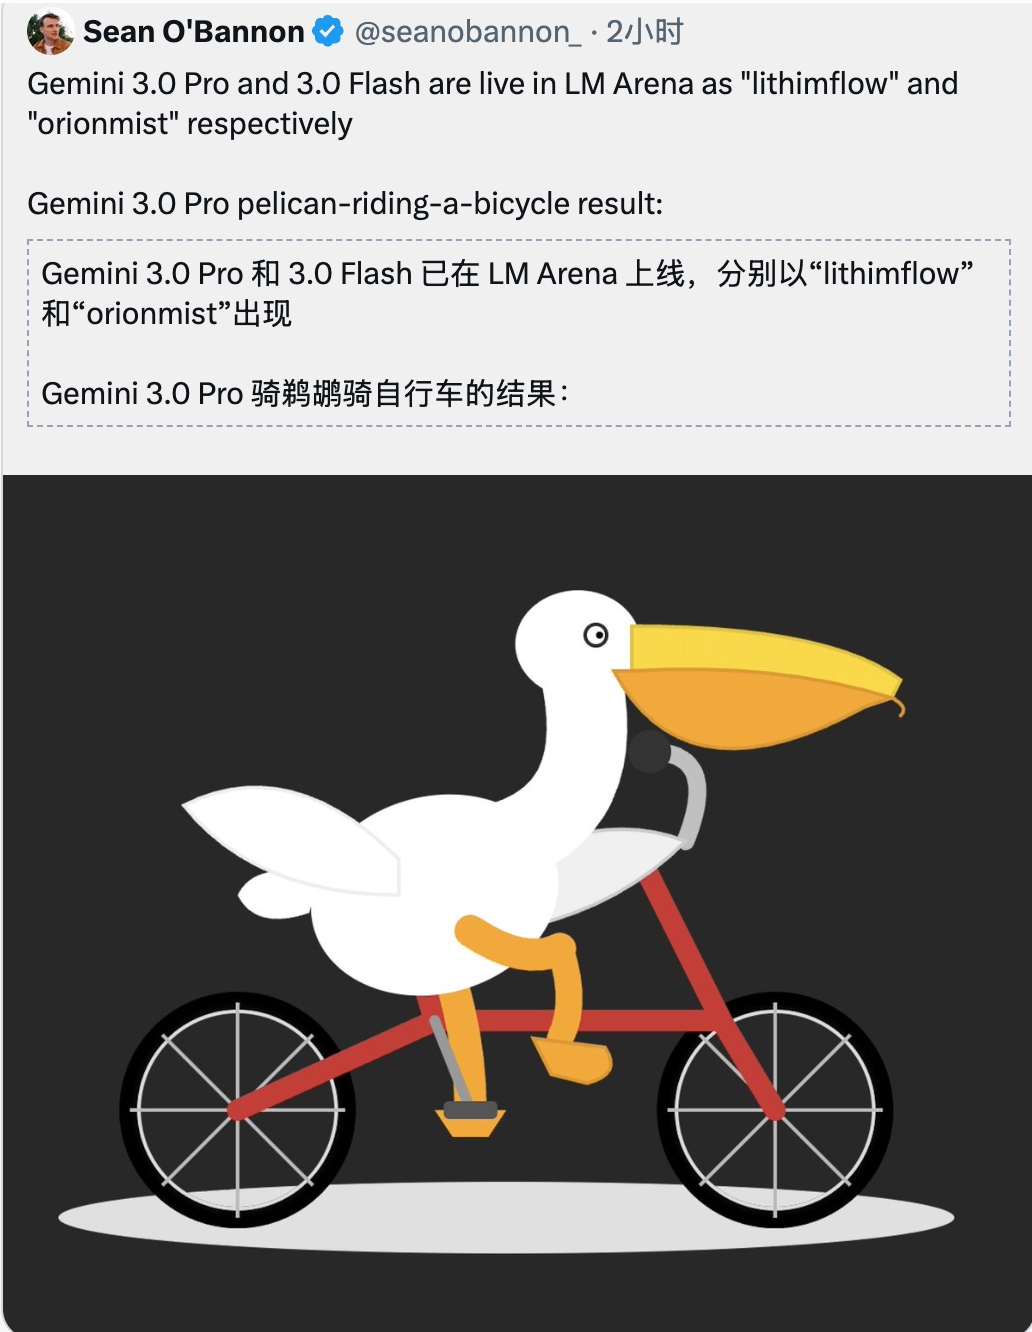 Sean O'Bannon @seanobannon_ · 2小时
Gemini 3.0 Pro and 3.0 Flash are live in LM Arena as "lithimflow" and
"orionmist" respectively
Gemini 3.0 Pro pelican-riding-a-bicycle result:
Gemini 3.0 Pro 和 3.0 Flash 已在 LM Arena 上线，分别以“lithimflow”
和“orionmist”出现
Gemini 3.0 Pro 骑鹈鹕骑自行车的结果：